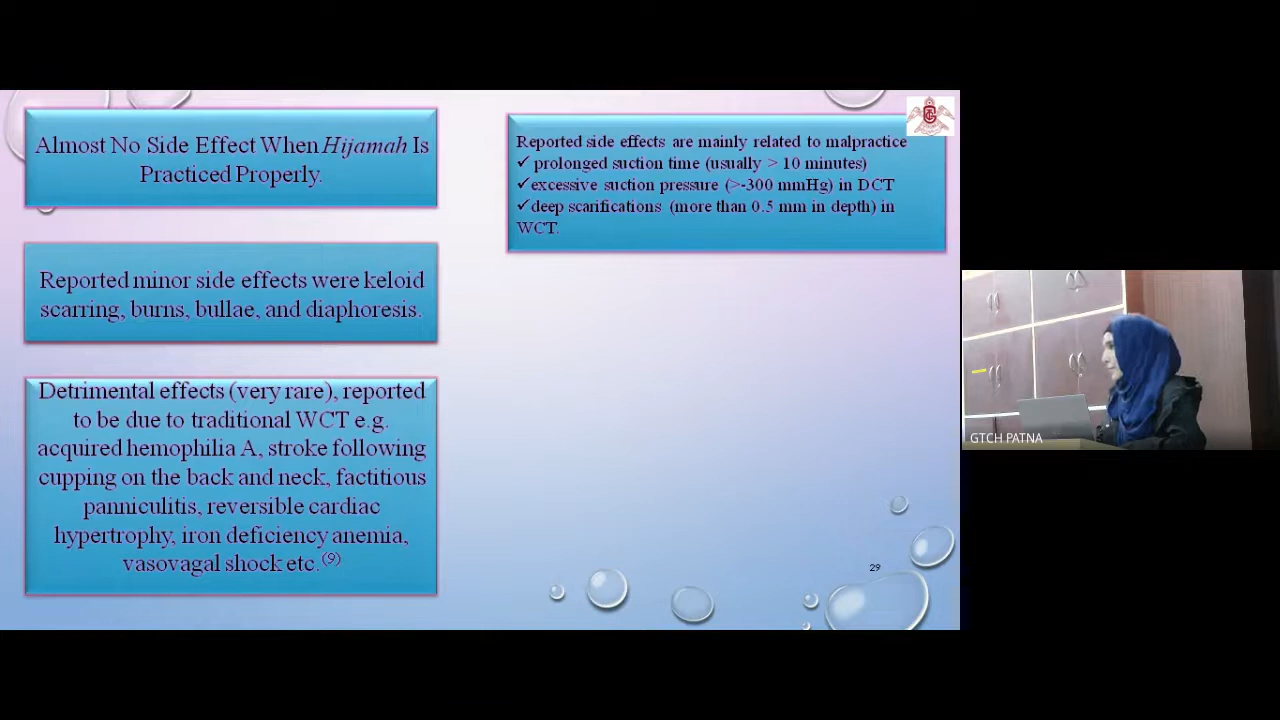 Almost No Side Effect When Hijamah Is
Practiced Properly.
Reported minor side effects were keloid
scarring, burns, bullae, and diaphoresis.
Detrimental effects (very rare), reported
to be due to traditional WCT e.g.
acquired hemophilia A, stroke following
cupping on the back and neck, factitious
panniculitis, reversible cardiac
hypertrophy, iron deficiency anemia,
vasovagal shock etc.(9)
Reported side effects are mainly related to malpractice
✓ prolonged suction time (usually > 10 minutes)
✓excessive suction pressure (>-300 mmHg) in DCT
✓deep scarifications (more than 0.5 mm in depth) in
WCT.
29
GTCH PATNA